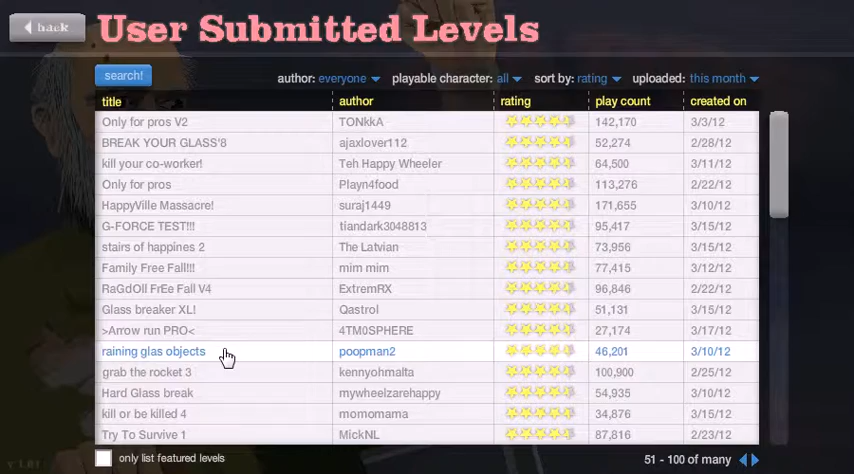 back
User Submitted Levels
search! author: everyone playable character: all sort by: rating uploaded: this month
title author rating play count created on
Only for pros V2 TONkkA 142,170 3/3/12
BREAK YOUR GLASS'8 ajaxlover112 52,274 2/28/12
kill your co-worker! Teh Happy Wheeler 64,500 3/11/12
Only for pros Playn4food 113,276 2/22/12
HappyVille Massacre! suraj1449 171,655 3/10/12
G-FORCE TEST!!! tiandark3048813 95,417 3/15/12
stairs of happines 2 The Latvian 73,956 3/15/12
Family Free Fall!!! mim mim 77,415 3/12/12
RaGdOll FrEe Fall V4 ExtremRX 96,846 2/22/12
Glass breaker XL! Qastrol 51,131 3/15/12
>Arrow run PRO< 4TM0SPHERE 27,174 3/17/12
raining glas objects poopman2 46,201 3/10/12
grab the rocket 3 kennyohmalta 100,900 2/25/12
Hard Glass break mywheelzarehappy 54,935 3/10/12
kill or be killed 4 momomama 34,876 3/15/12
Try To Survive 1 MickNL 87,816 2/23/12
only list featured levels 51 - 100 of many